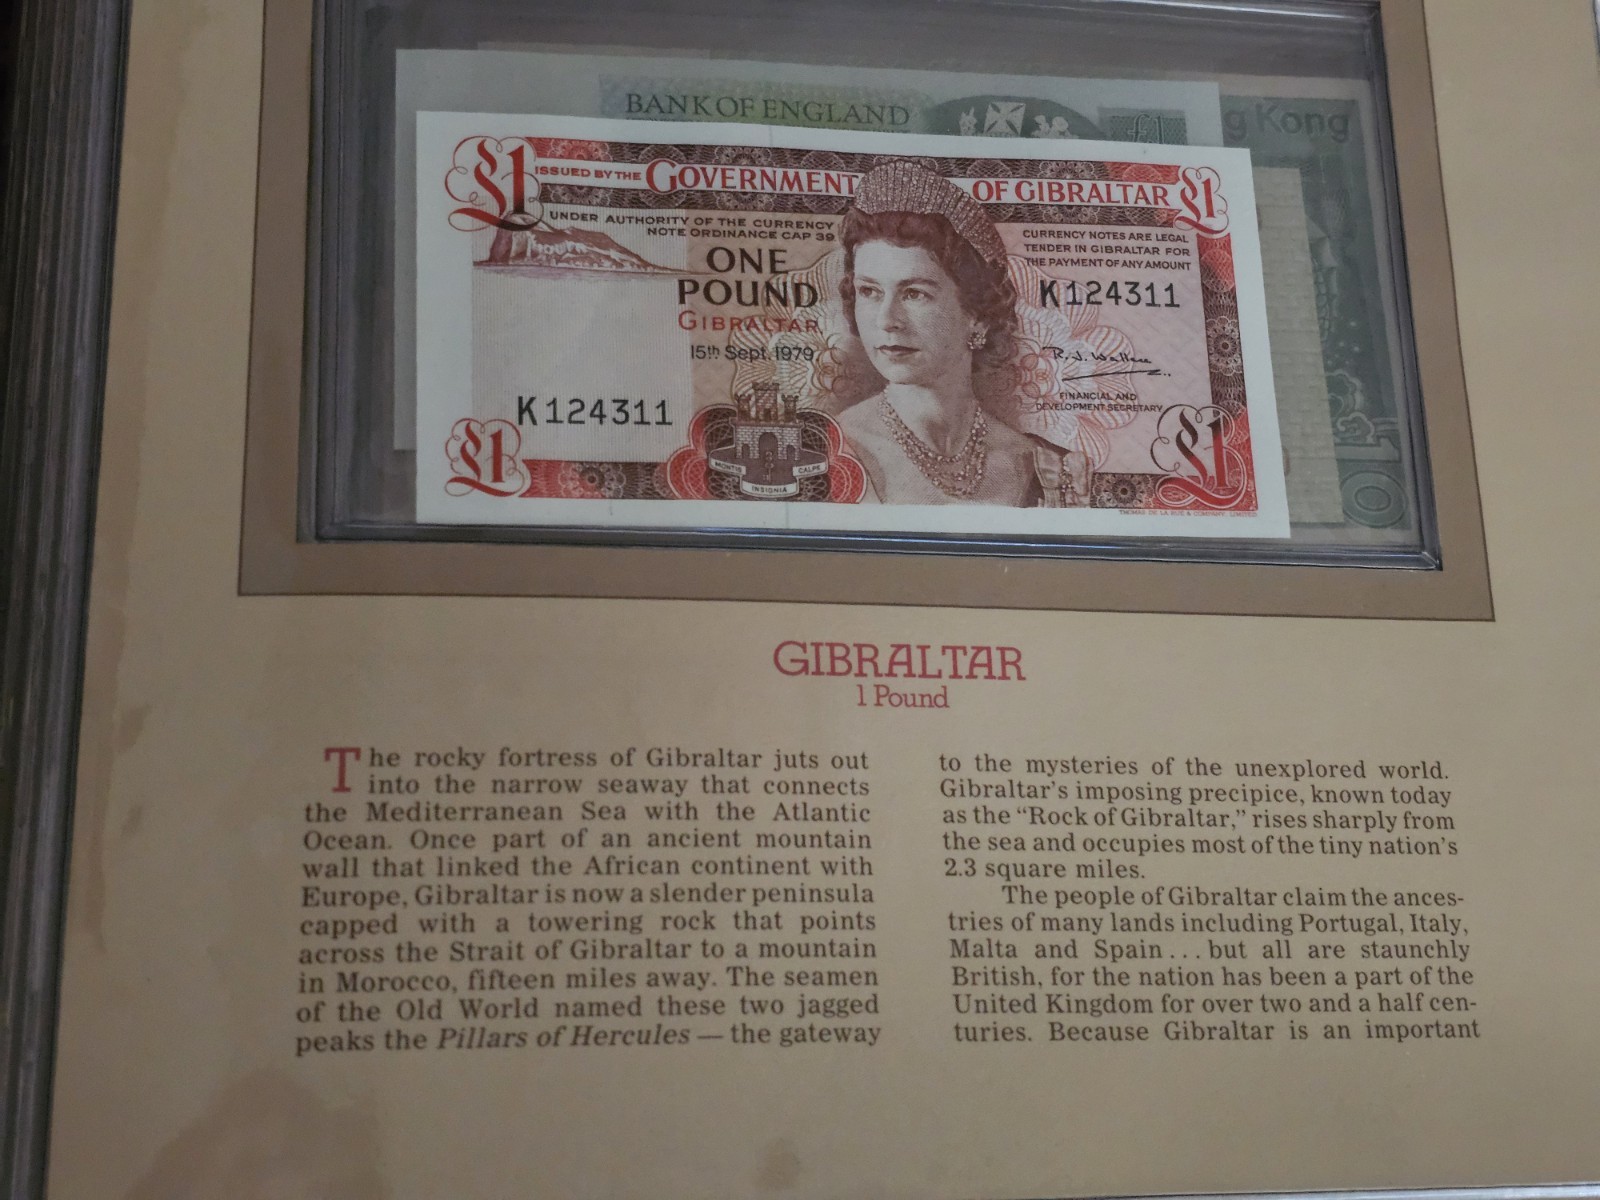 BANK OF ENGLAND
£1
g Kong
£1
ISSUED BY THE GOVERNMENT OF GIBRALTAR
£1
UNDER AUTHORITY OF THE CURRENCY
NOTE ORDINANCE CAP 39
ONE
POUND
GIBRALTAR
15th Sept. 1979
K124311
CURRENCY NOTES ARE LEGAL
TENDER IN GIBRALTAR FOR
THE PAYMENT OF ANY AMOUNT
K124311
R. J. Wallace
FINANCIAL AND
DEVELOPMENT SECRETARY
£1
MONTIS CALPE
INSIGNIA
£1
THOMAS DE LA RUE & COMPANY, LIMITED
10
GIBRALTAR
1 Pound
The rocky fortress of Gibraltar juts out
into the narrow seaway that connects
the Mediterranean Sea with the Atlantic
Ocean. Once part of an ancient mountain
wall that linked the African continent with
Europe, Gibraltar is now a slender peninsula
capped with a towering rock that points
across the Strait of Gibraltar to a mountain
in Morocco, fifteen miles away. The seamen
of the Old World named these two jagged
peaks the Pillars of Hercules — the gateway
to the mysteries of the unexplored world.
Gibraltar's imposing precipice, known today
as the "Rock of Gibraltar," rises sharply from
the sea and occupies most of the tiny nation's
2.3 square miles.
The people of Gibraltar claim the ances-
tries of many lands including Portugal, Italy,
Malta and Spain . . . but all are staunchly
British, for the nation has been a part of the
United Kingdom for over two and a half cen-
turies. Because Gibraltar is an important